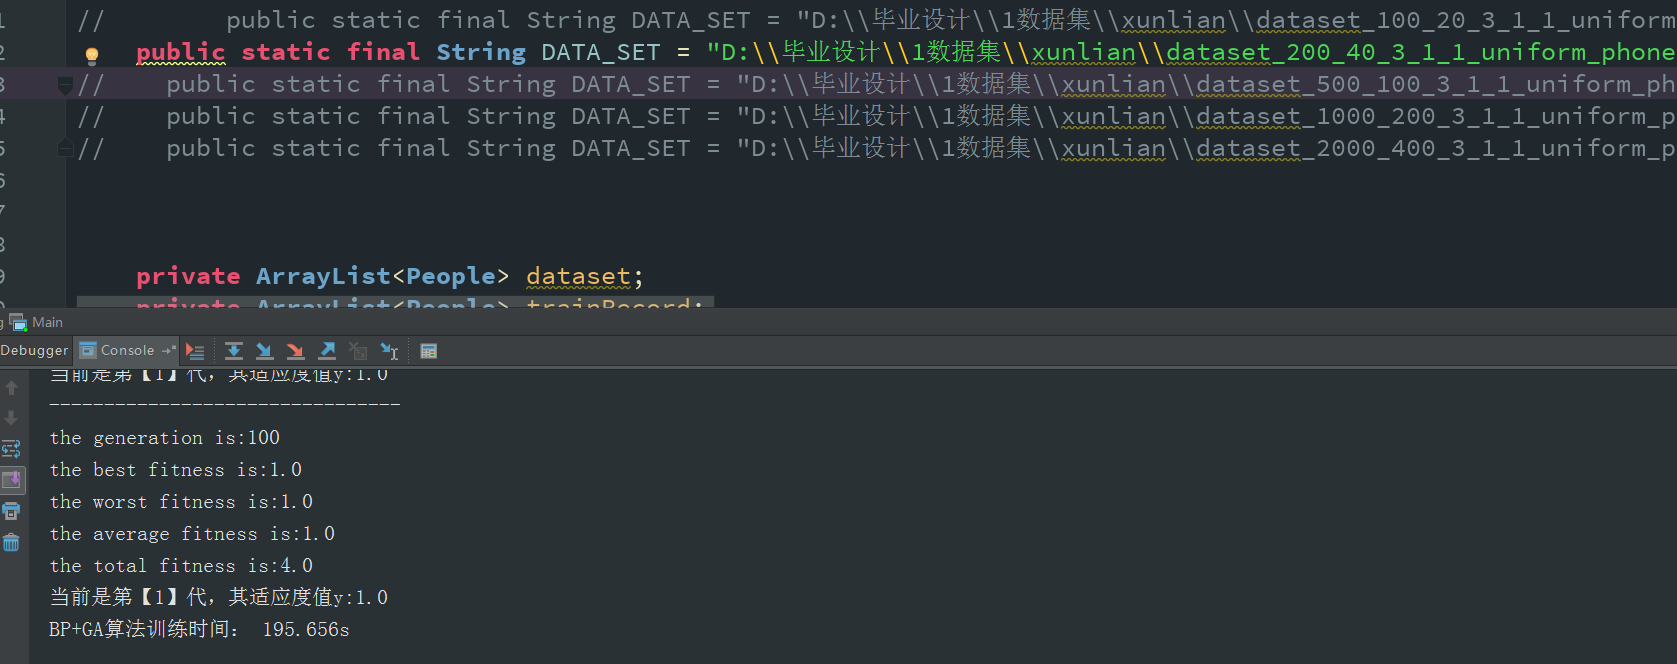 1 //        public static final String DATA_SET = "D:\\毕业设计\\1数据集\\xunlian\\dataset_100_20_3_1_1_uniform
2 public static final String DATA_SET = "D:\\毕业设计\\1数据集\\xunlian\\dataset_200_40_3_1_1_uniform_phone
3 //    public static final String DATA_SET = "D:\\毕业设计\\1数据集\\xunlian\\dataset_500_100_3_1_1_uniform_ph
4 //    public static final String DATA_SET = "D:\\毕业设计\\1数据集\\xunlian\\dataset_1000_200_3_1_1_uniform_p
5 //    public static final String DATA_SET = "D:\\毕业设计\\1数据集\\xunlian\\dataset_2000_400_3_1_1_uniform_p
6
7
8
9 private ArrayList<People> dataset;
private ArrayList<People> trainRecord;
g Main
Debugger Console
当前是第【1】代，其适应度值y:1.0
--------------------------------
the generation is:100
the best fitness is:1.0
the worst fitness is:1.0
the average fitness is:1.0
the total fitness is:4.0
当前是第【1】代，其适应度值y:1.0
BP+GA算法训练时间： 195.656s